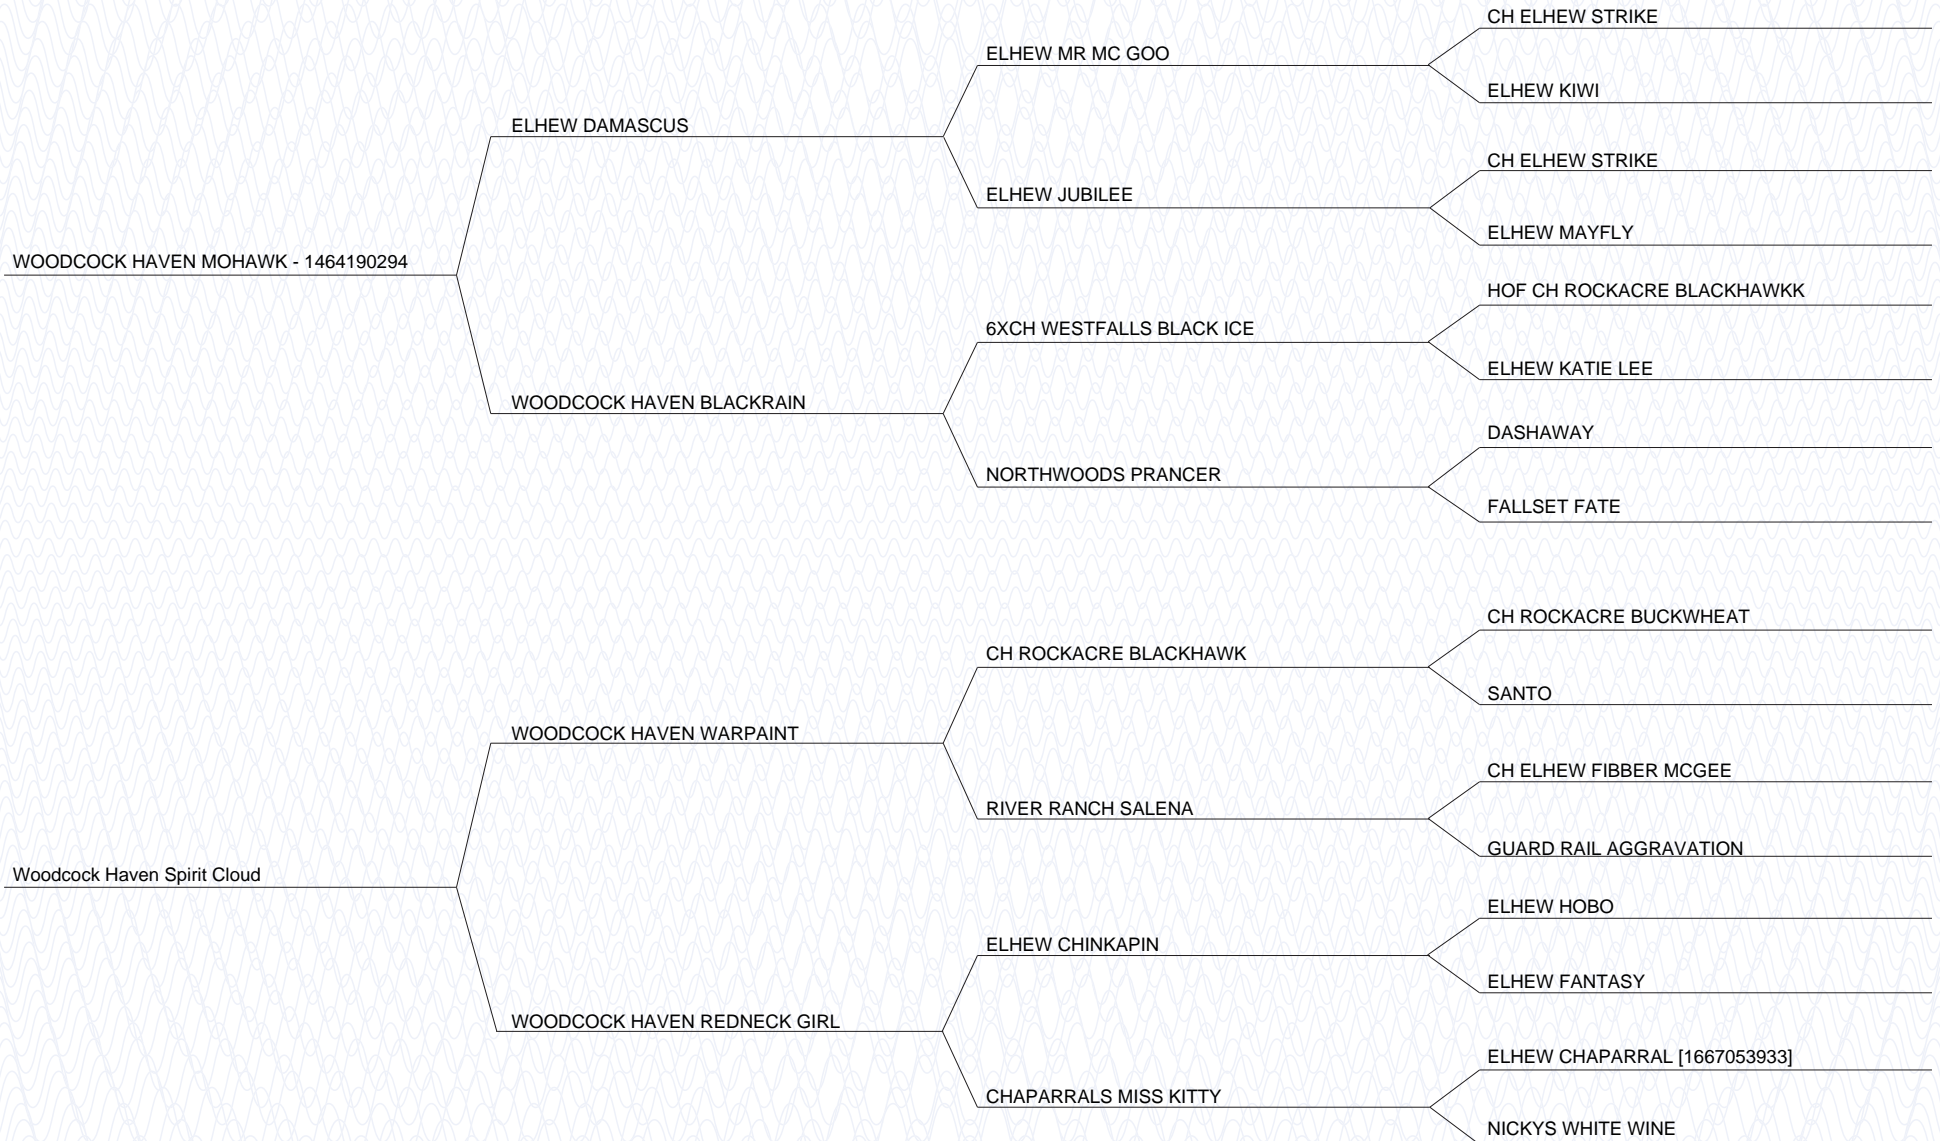 CH ELHEW STRIKE
ELHEW MR MC GOO
ELHEW KIWI
ELHEW DAMASCUS
CH ELHEW STRIKE
ELHEW JUBILEE
ELHEW MAYFLY
WOODCOCK HAVEN MOHAWK - 1464190294
HOF CH ROCKACRE BLACKHAWKK
6XCH WESTFALLS BLACK ICE
ELHEW KATIE LEE
WOODCOCK HAVEN BLACKRAIN
DASHAWAY
NORTHWOODS PRANCER
FALLSET FATE
CH ROCKACRE BUCKWHEAT
CH ROCKACRE BLACKHAWK
SANTO
WOODCOCK HAVEN WARPAINT
CH ELHEW FIBBER MCGEE
RIVER RANCH SALENA
GUARD RAIL AGGRAVATION
Woodcock Haven Spirit Cloud
ELHEW HOBO
ELHEW CHINKAPIN
ELHEW FANTASY
WOODCOCK HAVEN REDNECK GIRL
ELHEW CHAPARRAL [1667053933]
CHAPARRALS MISS KITTY
NICKYS WHITE WINE